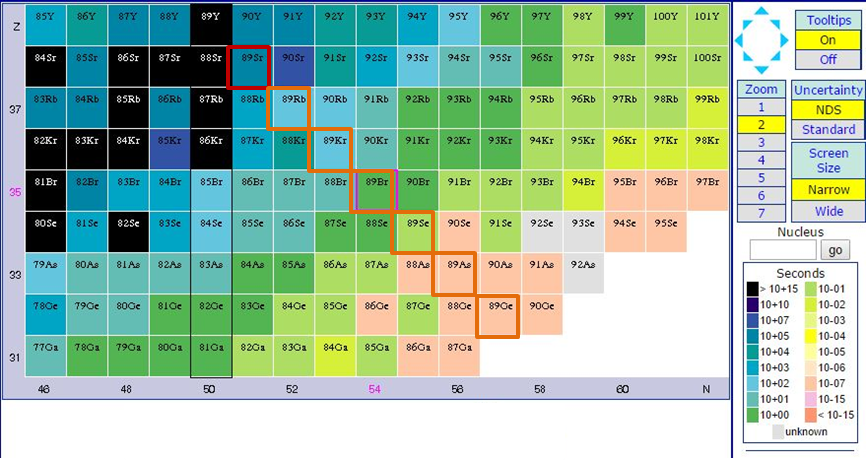 Z
85Y 86Y 87Y 88Y 89Y 90Y 91Y 92Y 93Y 94Y 95Y 96Y 97Y 98Y 99Y 100Y 101Y
84Sr 85Sr 86Sr 87Sr 88Sr 89Sr 90Sr 91Sr 92Sr 93Sr 94Sr 95Sr 96Sr 97Sr 98Sr 99Sr 100Sr
37 83Rb 84Rb 85Rb 86Rb 87Rb 88Rb 89Rb 90Rb 91Rb 92Rb 93Rb 94Rb 95Rb 96Rb 97Rb 98Rb 99Rb
82Kr 83Kr 84Kr 85Kr 86Kr 87Kr 88Kr 89Kr 90Kr 91Kr 92Kr 93Kr 94Kr 95Kr 96Kr 97Kr 98Kr
35 81Br 82Br 83Br 84Br 85Br 86Br 87Br 88Br 89Br 90Br 91Br 92Br 93Br 94Br 95Br 96Br 97Br
80Se 81Se 82Se 83Se 84Se 85Se 86Se 87Se 88Se 89Se 90Se 91Se 92Se 93Se 94Se 95Se
33 79As 80As 81As 82As 83As 84As 85As 86As 87As 88As 89As 90As 91As 92As
78Ge 79Ge 80Ge 81Ge 82Ge 83Ge 84Ge 85Ge 86Ge 87Ge 88Ge 89Ge 90Ge
31 77Ga 78Ga 79Ga 80Ga 81Ga 82Ga 83Ga 84Ga 85Ga 86Ga 87Ga
46 48 50 52 54 56 58 60 N
Tooltips
On
Off
Zoom
1
2
3
4
5
6
7
Uncertainty
NDS
Standard
Screen
Size
Narrow
Wide
Nucleus
go
Seconds
> 10+15 10-01
10+10 10-02
10+07 10-03
10+05 10-04
10+04 10-05
10+03 10-06
10+02 10-07
10+01 10-15
10+00 < 10-15
unknown